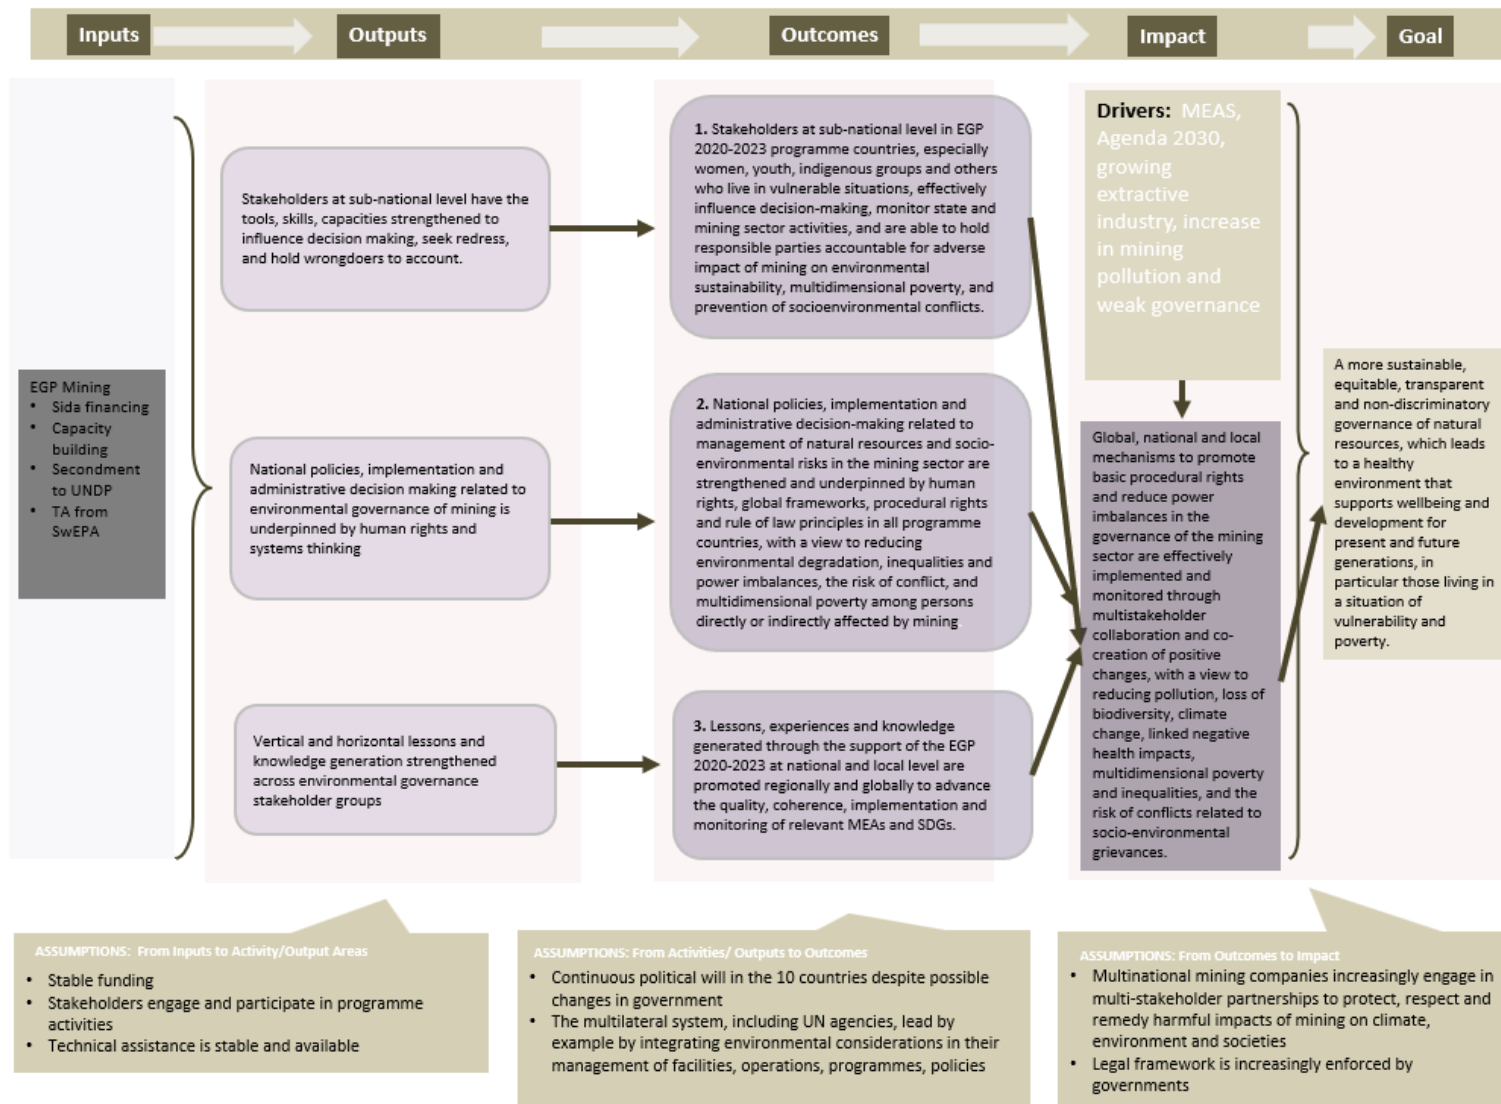 Inputs
Outputs
Outcomes
Impact
Goal
EGP Mining
• Sida financing
• Capacity
building
• Secondment
to UNDP
• TA from
SwEPA
Stakeholders at sub-national level have the
tools, skills, capacities strengthened to
influence decision making, seek redress,
and hold wrongdoers to account.
National policies, implementation and
administrative decision making related to
environmental governance of mining is
underpinned by human rights and
systems thinking
Vertical and horizontal lessons and
knowledge generation strengthened
across environmental governance
stakeholder groups
1. Stakeholders at sub-national level in EGP
2020-2023 programme countries, especially
women, youth, indigenous groups and others
who live in vulnerable situations, effectively
influence decision-making, monitor state and
mining sector activities, and are able to hold
responsible parties accountable for adverse
impact of mining on environmental
sustainability, multidimensional poverty, and
prevention of socioenvironmental conflicts.
2. National policies, implementation and
administrative decision-making related to
management of natural resources and socio-
environmental risks in the mining sector are
strengthened and underpinned by human
rights, global frameworks, procedural rights
and rule of law principles in all programme
countries, with a view to reducing
environmental degradation, inequalities and
power imbalances, the risk of conflict, and
multidimensional poverty among persons
directly or indirectly affected by mining
3. Lessons, experiences and knowledge
generated through the support of the EGP
2020-2023 at national and local level are
promoted regionally and globally to advance
the quality, coherence, implementation and
monitoring of relevant MEAs and SDGs.
Drivers: MEAS,
Agenda 2030,
growing
extractive
industry, increase
in mining
pollution and
weak governance
Global, national and local
mechanisms to promote
basic procedural rights
and reduce power
imbalances in the
governance of the mining
sector are effectively
implemented and
monitored through
multistakeholder
collaboration and co-
creation of positive
changes, with a view to
reducing pollution, loss of
biodiversity, climate
change, linked negative
health impacts,
multidimensional poverty
and inequalities, and the
risk of conflicts related to
socio-environmental
grievances.
A more sustainable,
equitable, transparent
and non-discriminatory
governance of natural
resources, which leads
to a healthy
environment that
supports wellbeing and
development for
present and future
generations, in
particular those living in
a situation of
vulnerability and
poverty.
ASSUMPTIONS: From Inputs to Activity/Output Areas
• Stable funding
• Stakeholders engage and participate in programme
activities
• Technical assistance is stable and available
ASSUMPTIONS: From Activities/ Outputs to Outcomes
• Continuous political will in the 10 countries despite possible
changes in government
• The multilateral system, including UN agencies, lead by
example by integrating environmental considerations in their
management of facilities, operations, programmes, policies
ASSUMPTIONS: From Outcomes to Impact
• Multinational mining companies increasingly engage in
multi-stakeholder partnerships to protect, respect and
remedy harmful impacts of mining on climate,
environment and societies
• Legal framework is increasingly enforced by
governments